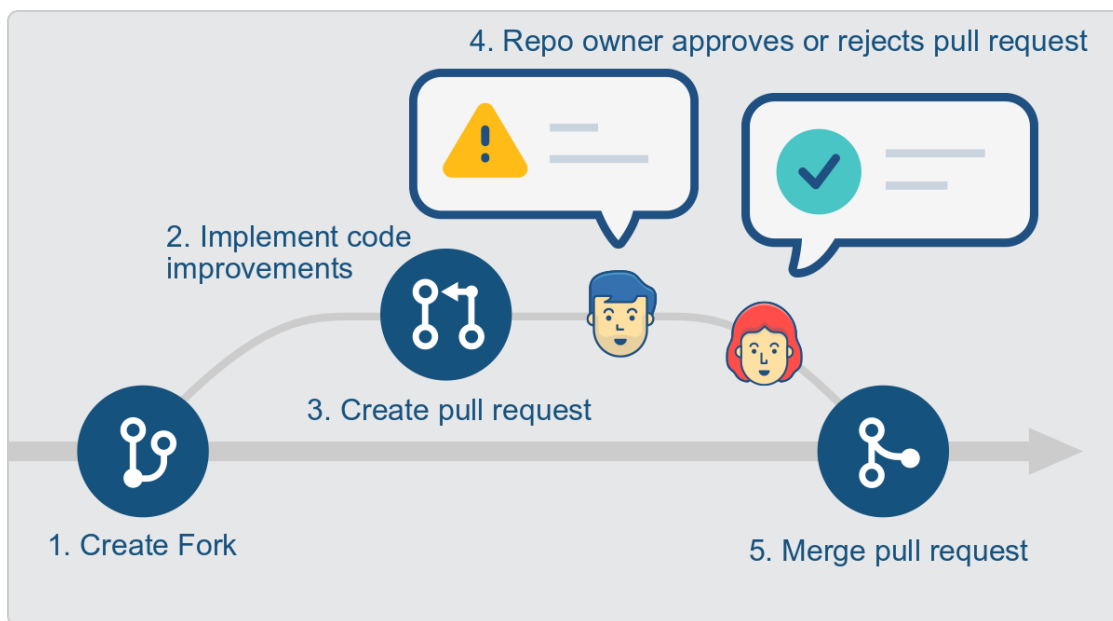 4. Repo owner approves or rejects pull request
2. Implement code
improvements
3. Create pull request
1. Create Fork
5. Merge pull request